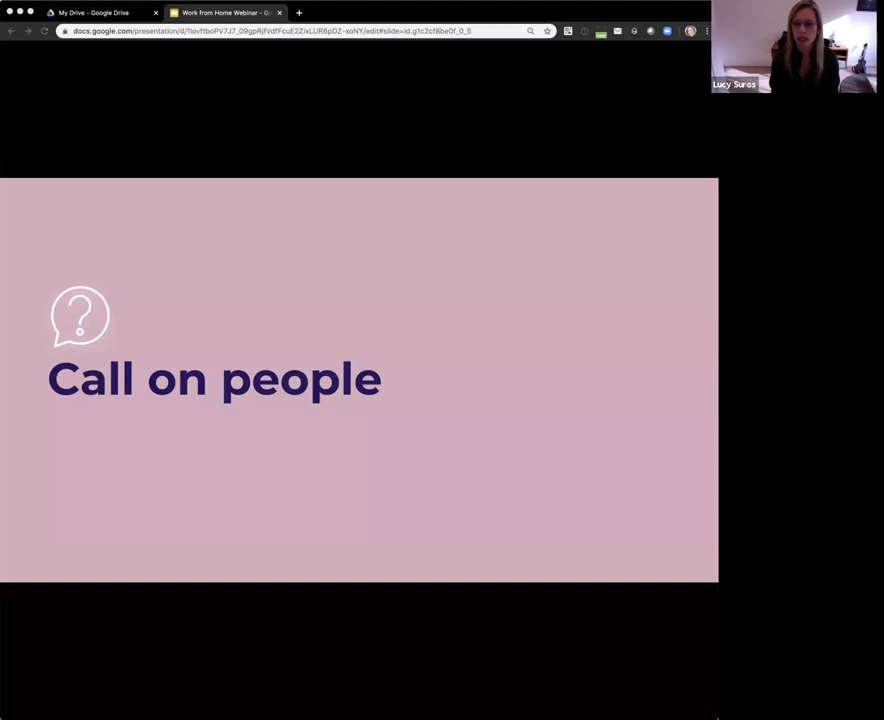 My Drive - Google Drive
Work from Home Webinar - Go
docs.google.com/presentation/d/1IovftboPV7J7_09gpRjfVdfFcuE2ZixLUR6pDZ-xoNY/edit#slide=id.g1c2cf8be0f_0_5
Lucy Suros
?
Call on people